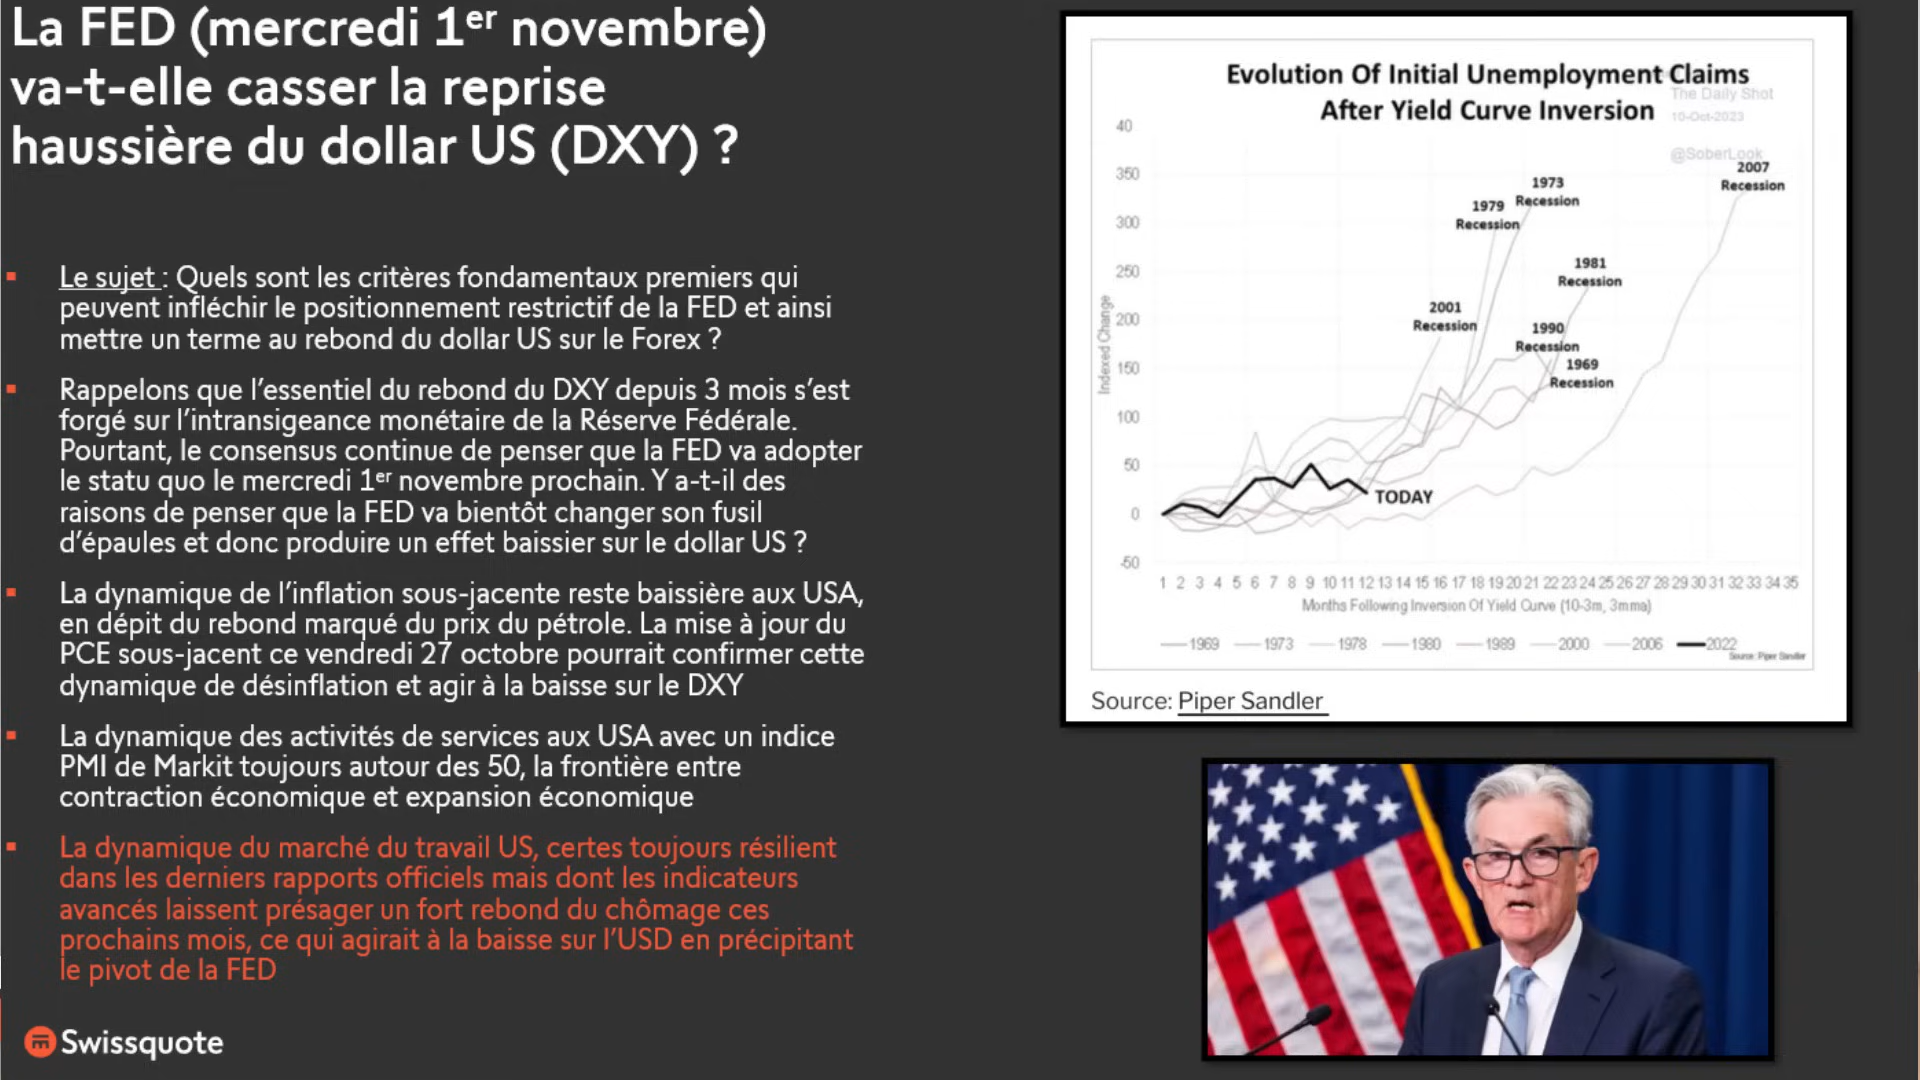 La FED (mercredi 1er novembre)
va-t-elle casser la reprise
haussière du dollar US (DXY) ?
Le sujet : Quels sont les critères fondamentaux premiers qui
peuvent infléchir le positionnement restrictif de la FED et ainsi
mettre un terme au rebond du dollar US sur le Forex ?
Rappelons que l’essentiel du rebond du DXY depuis 3 mois s’est
forgé sur l’intransigeance monétaire de la Réserve Fédérale.
Pourtant, le consensus continue de penser que la FED va adopter
le statu quo le mercredi 1er novembre prochain. Y a-t-il des
raisons de penser que la FED va bientôt changer son fusil
d’épaules et donc produire un effet baissier sur le dollar US ?
La dynamique de l’inflation sous-jacente reste baissière aux USA,
en dépit du rebond marqué du prix du pétrole. La mise à jour du
PCE sous-jacent ce vendredi 27 octobre pourrait confirmer cette
dynamique de désinflation et agir à la baisse sur le DXY
La dynamique des activités de services aux USA avec un indice
PMI de Markit toujours autour des 50, la frontière entre
contraction économique et expansion économique
La dynamique du marché du travail US, certes toujours résilient
dans les derniers rapports officiels mais dont les indicateurs
avancés laissent présager un fort rebond du chômage ces
prochains mois, ce qui agirait à la baisse sur l’USD en précipitant
le pivot de la FED
Swissquote
Evolution Of Initial Unemployment Claims
After Yield Curve Inversion
The Daily Shot
10-Oct-2023
@SoberLook
40
350
300
250
200
150
100
50
0
-50
Indexed Change
2007
Recession
1973
Recession
1979
Recession
1981
Recession
2001
Recession
1990
Recession
1969
Recession
TODAY
1 2 3 4 5 6 7 8 9 10 11 12 13 14 15 16 17 18 19 20 21 22 23 24 25 26 27 28 29 30 31 32 33 34 35
Months Following Inversion Of Yield Curve (10-3m, 3mma)
1969 1973 1978 1980 1989 2000 2006 2022
Source: Piper Sandler
Source: Piper Sandler